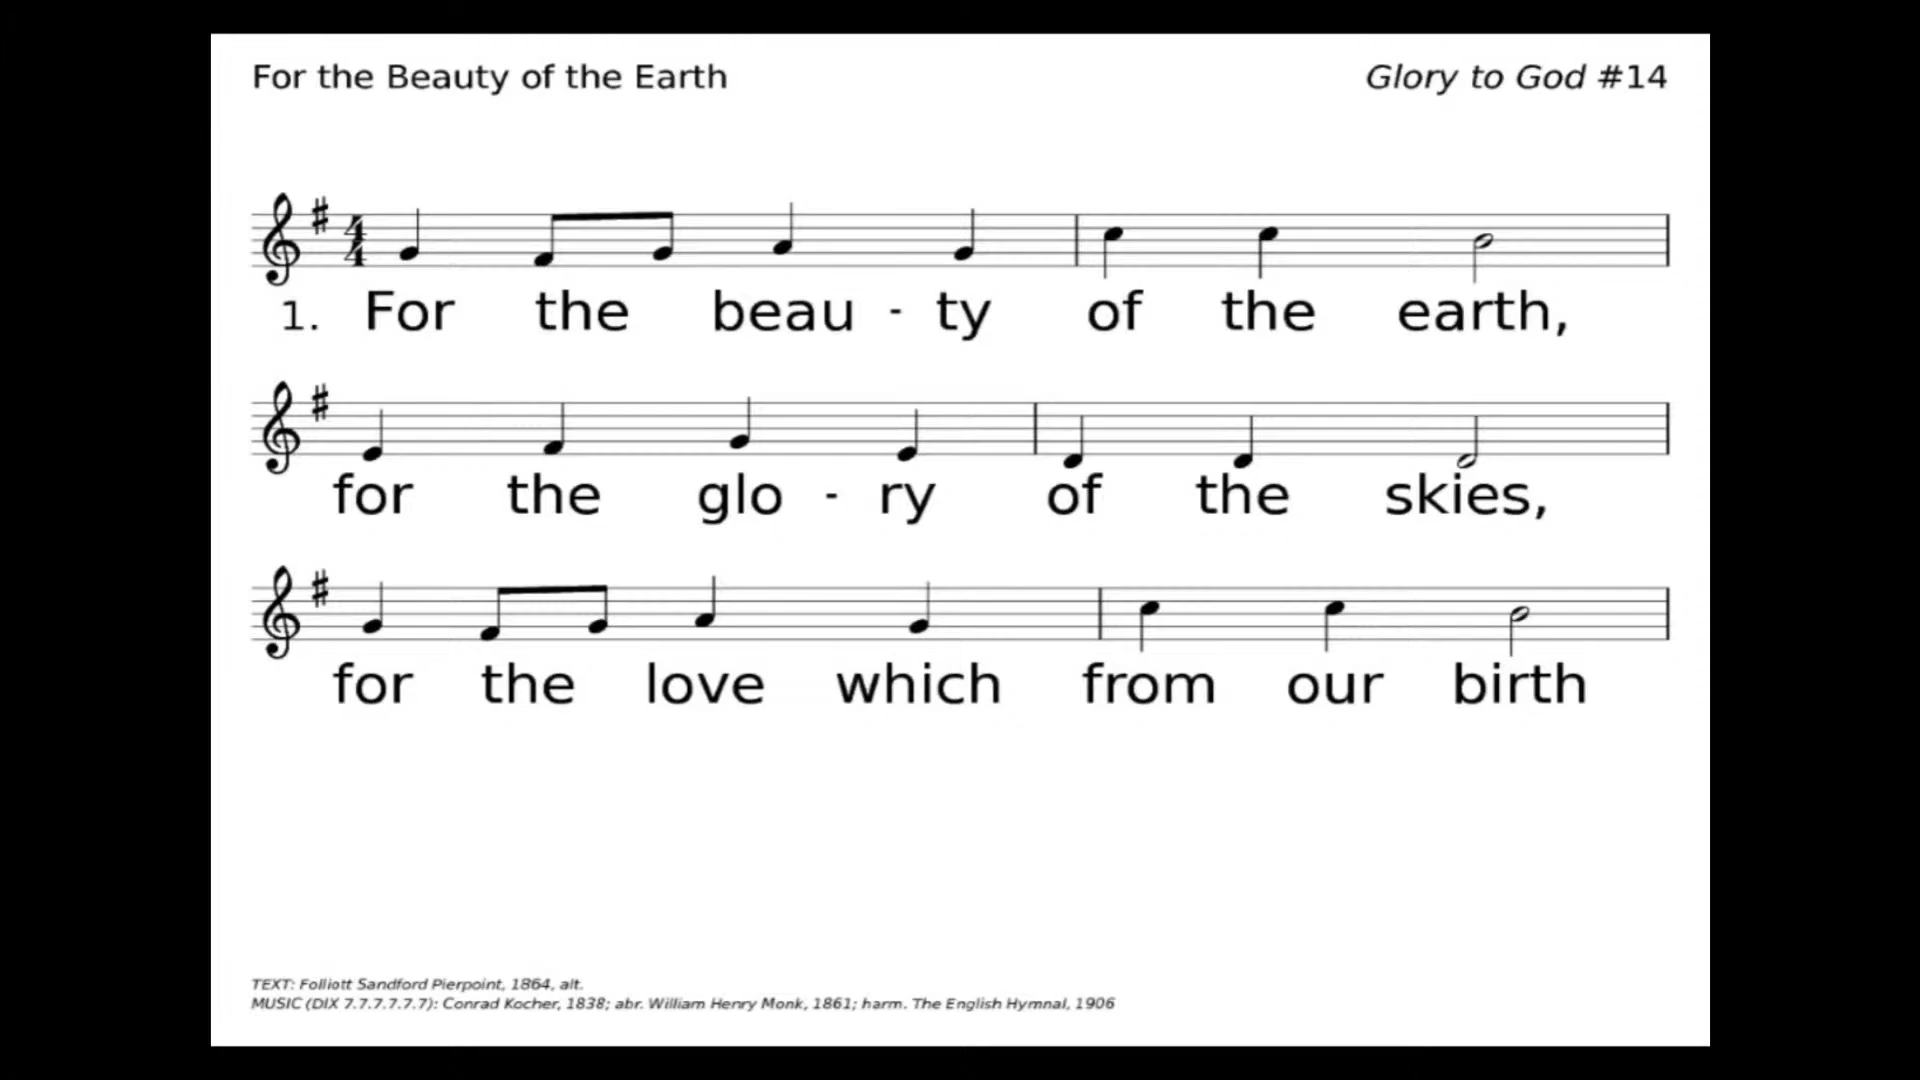 For the Beauty of the Earth
Glory to God #14
1. For the beau - ty of the earth,
for the glo - ry of the skies,
for the love which from our birth
TEXT: Folliott Sandford Pierpoint, 1864, alt.
MUSIC (DIX 7.7.7.7.7.7): Conrad Kocher, 1838; abr. William Henry Monk, 1861; harm. The English Hymnal, 1906